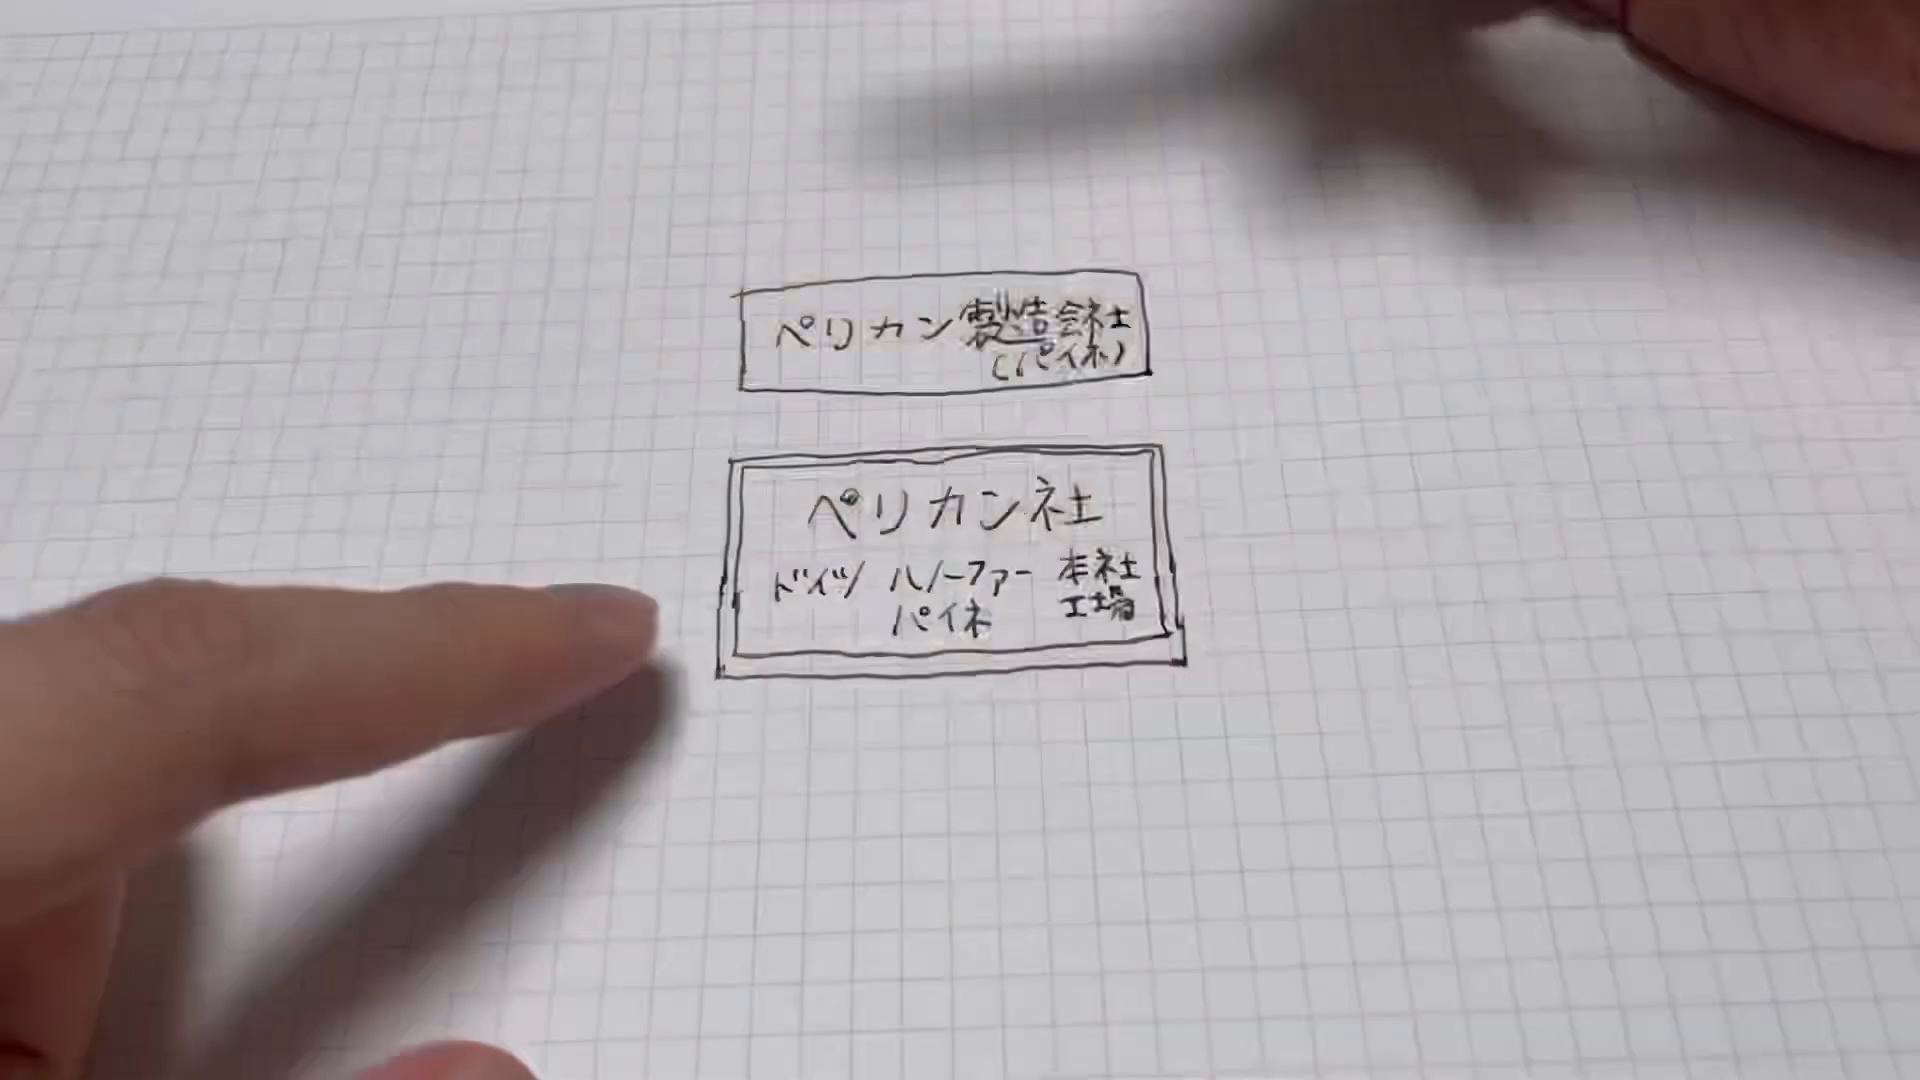 ペリカン製造会社
(パイネ)
ペリカン社
ドイツ ハノーファー 本社
パイネ 工場